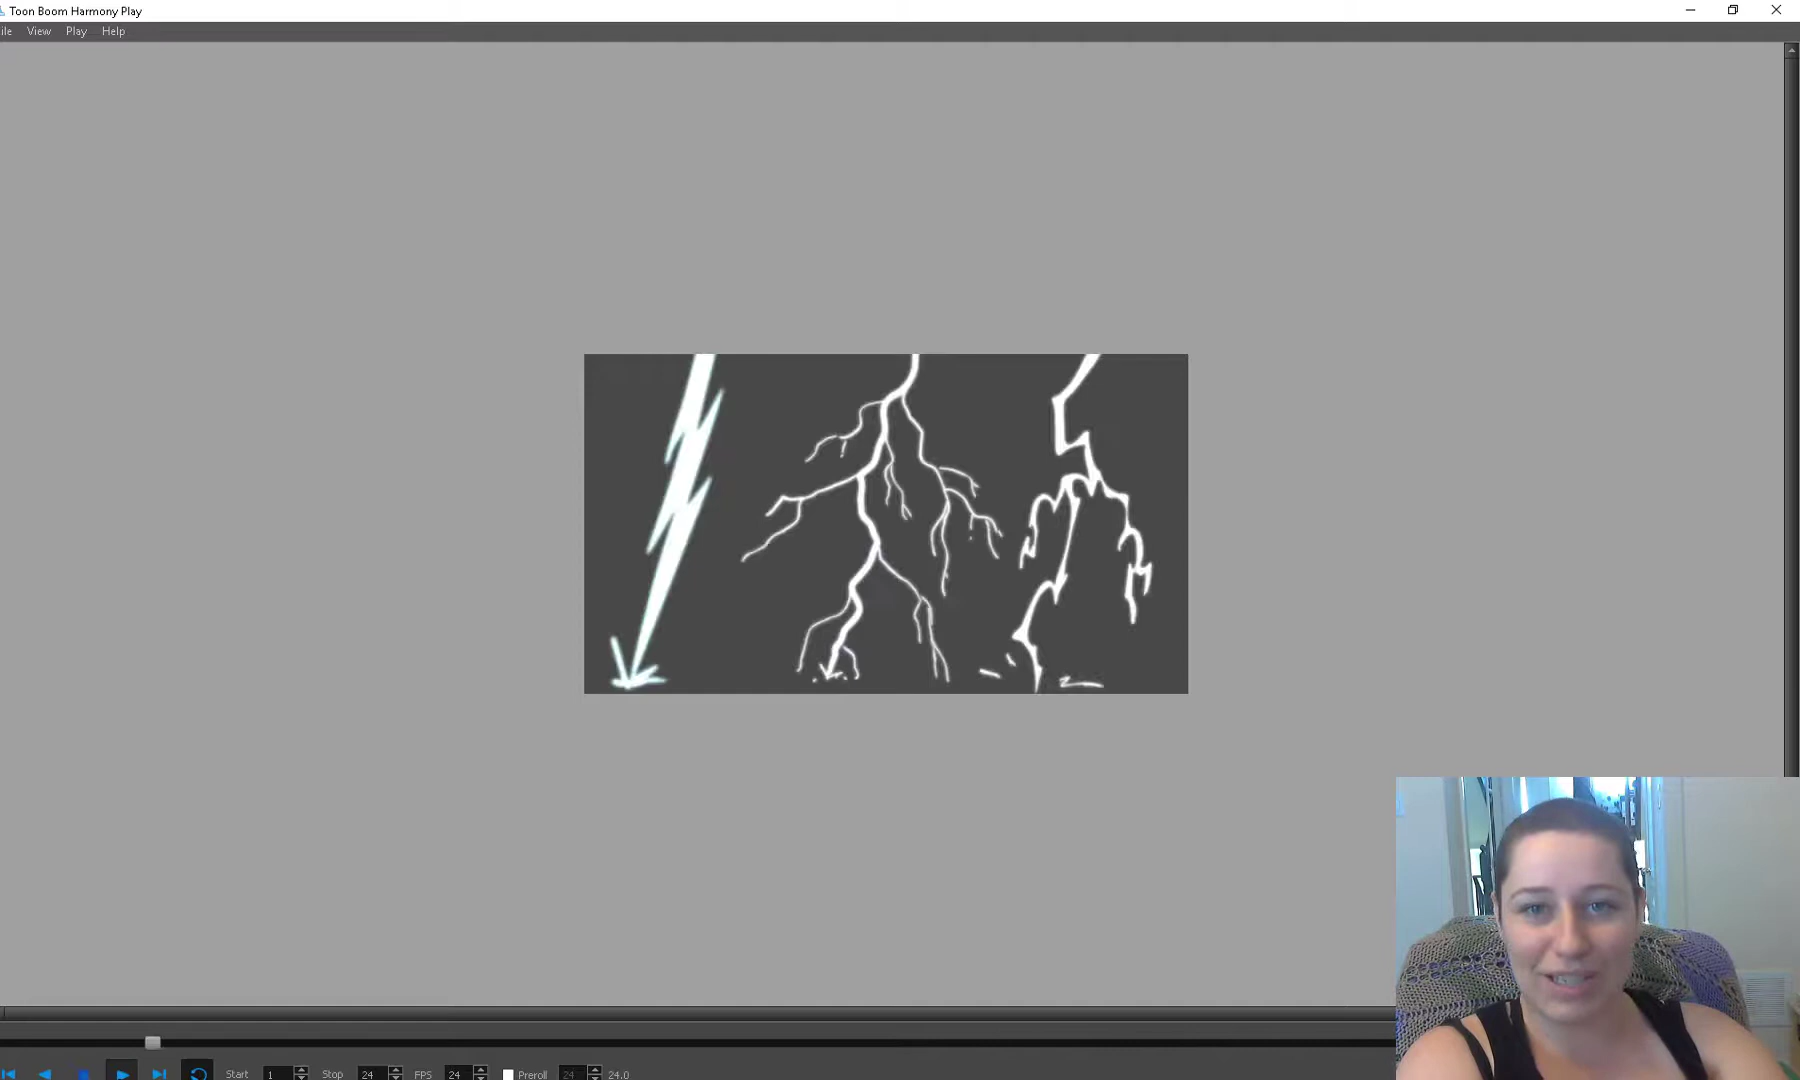 Toon Boom Harmony Play
ile View Play Help
Start 1 Stop 24 FPS 24 Preroll 24 24.0